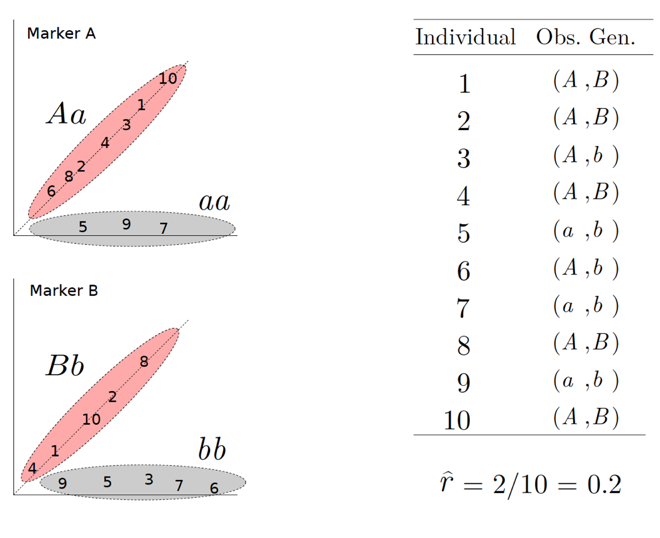 Marker A
Aa
10
1
3
4
2
8
6
aa
5 9 7
Marker B
Bb
8
2
10
1
4
bb
9 5 3 7 6
Individual Obs. Gen.
1 (A ,B)
2 (A ,B)
3 (A ,b )
4 (A ,B)
5 (a ,b )
6 (A ,b )
7 (a ,b )
8 (A ,B)
9 (a ,b )
10 (A ,B)
r̂ = 2/10 = 0.2